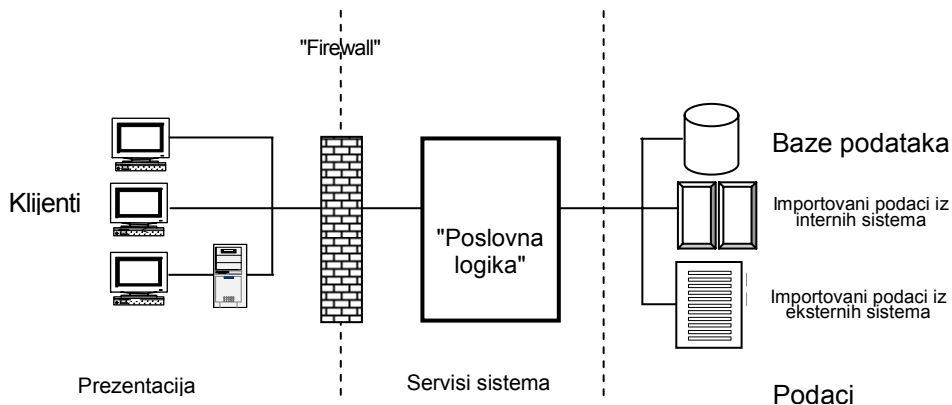 "Firewall"
Klijenti
"Poslovna
logika"
Baze podataka
Importovani podaci iz
internih sistema
Importovani podaci iz
eksternih sistema
Prezentacija
Servisi sistema
Podaci